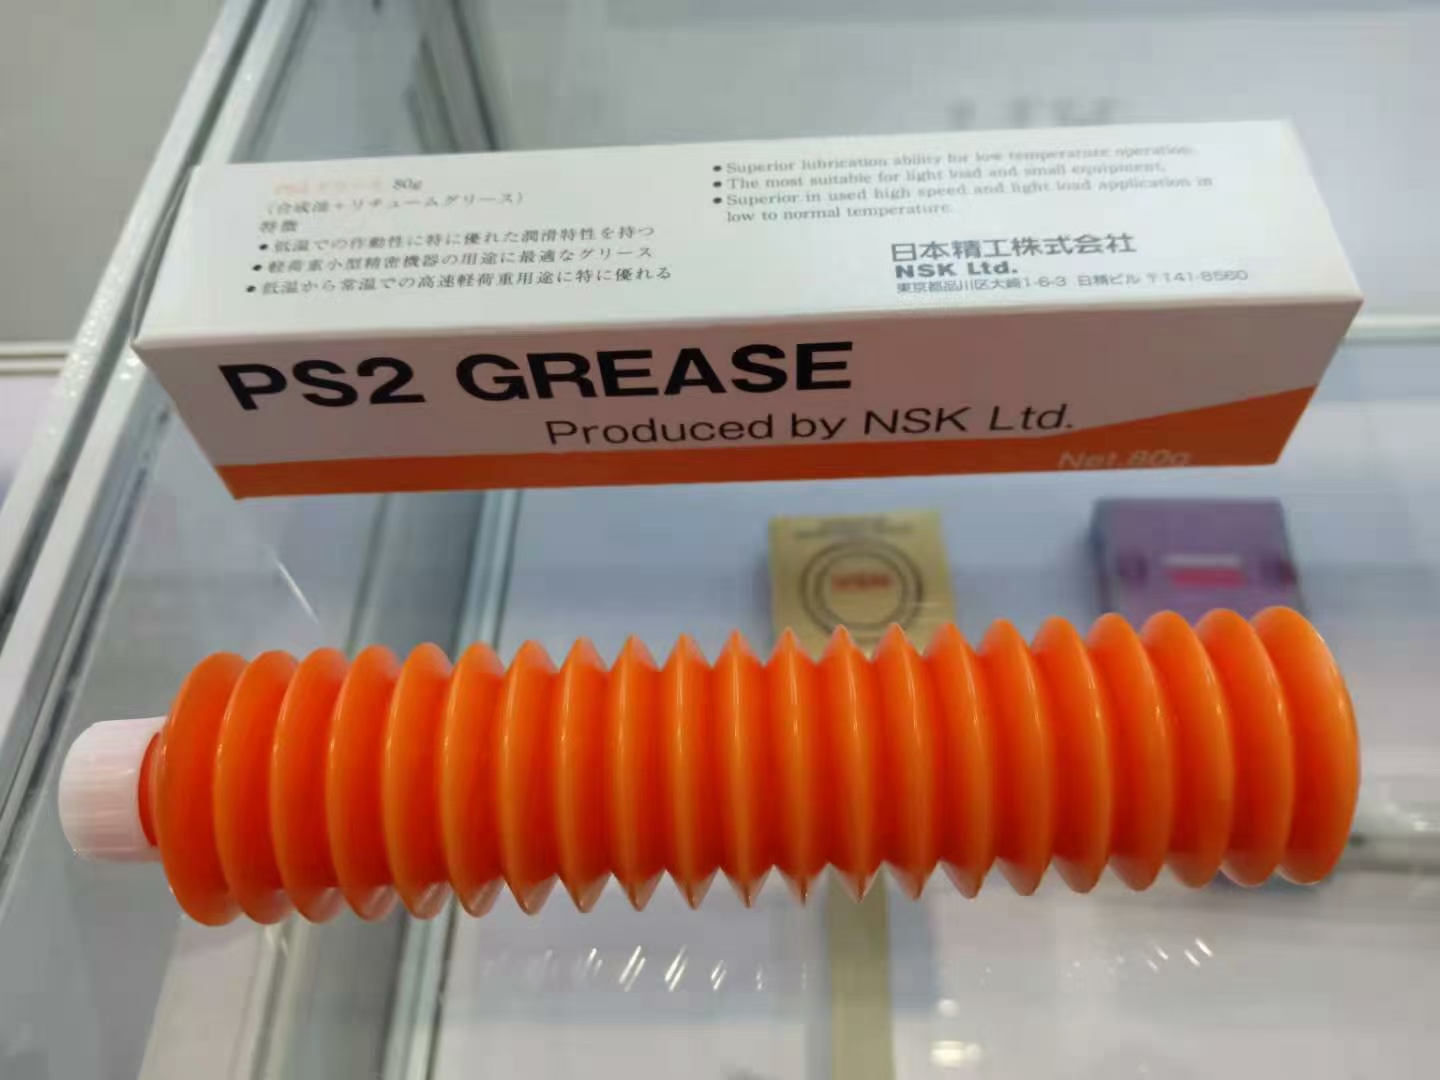 PS2グリース 80g
（合成油＋リチュームグリース）
特徴
●低温での作動性に特に優れた潤滑特性を持つ
●軽荷重小型精密機器の用途に最適なグリース
●低温から常温での高速軽荷重用途に特に優れる
●Superior lubrication ability for low temperature operation.
●The most suitable for light load and small equipment.
●Superior in used high speed and light load application in
low to normal temperature.
日本精工株式会社
NSK Ltd.
東京都品川区大崎1-6-3 日精ビル 〒141-8560
PS2 GREASE
Produced by NSK Ltd.
Net.80g